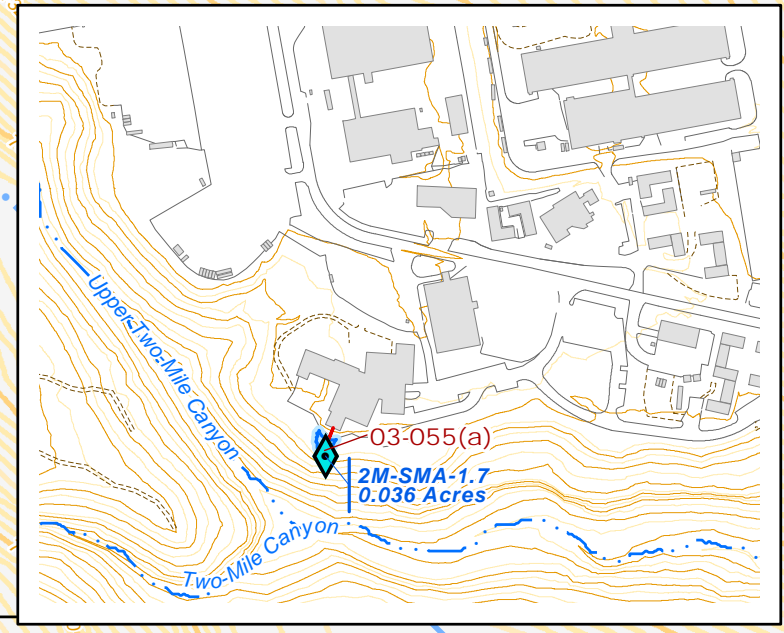 Upper Two-Mile Canyon
03-055(a)
2M-SMA-1.7
0.036 Acres
Two-Mile Canyon